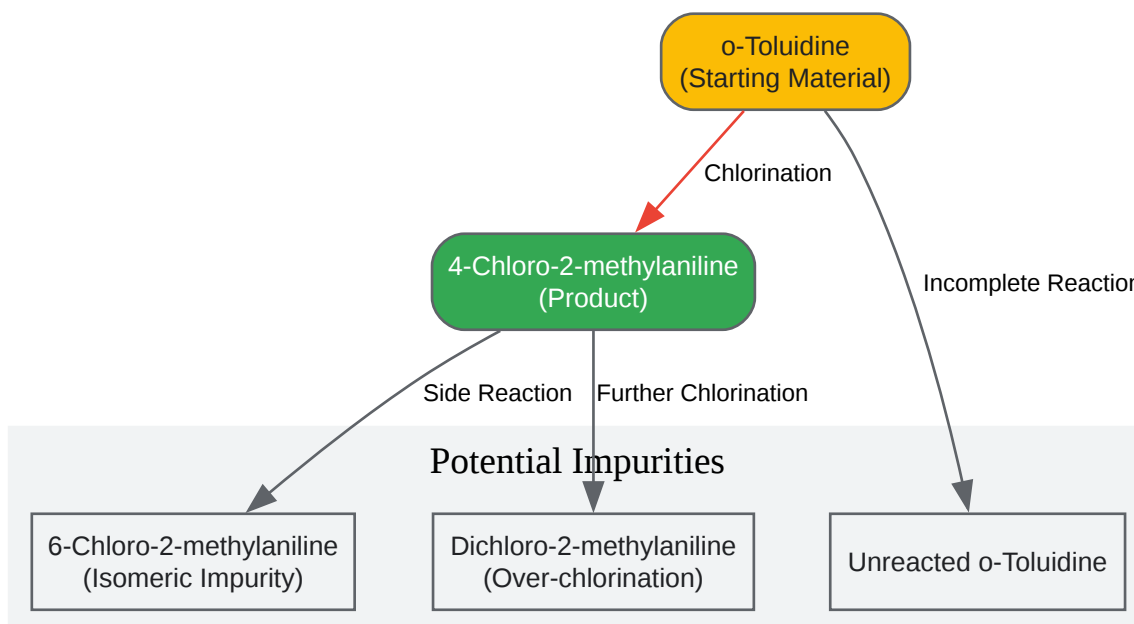 o-Toluidine
(Starting Material)
Chlorination
4-Chloro-2-methylaniline
(Product)
Incomplete Reaction
Side Reaction
Further Chlorination
Potential Impurities
6-Chloro-2-methylaniline
(Isomeric Impurity)
Dichloro-2-methylaniline
(Over-chlorination)
Unreacted o-Toluidine